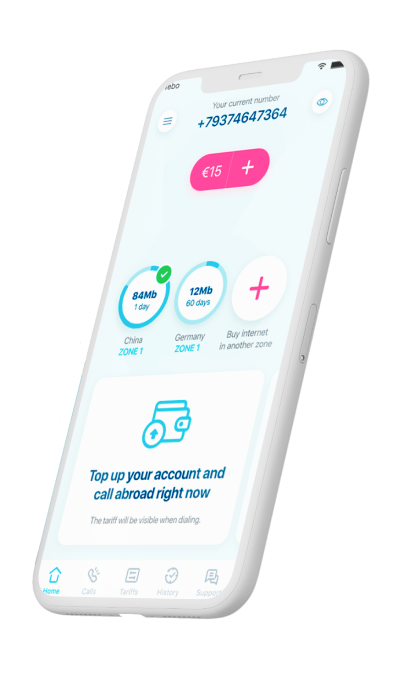 Your current number
+79374647364
€15 +
84Mb
1 day
12Mb
60 days
China
ZONE 1
Germany
ZONE 1
Buy internet
in another zone
Top up your account and
call abroad right now
The tariff will be visible when dialing.
Home
Calls
Tariffs
History
Support